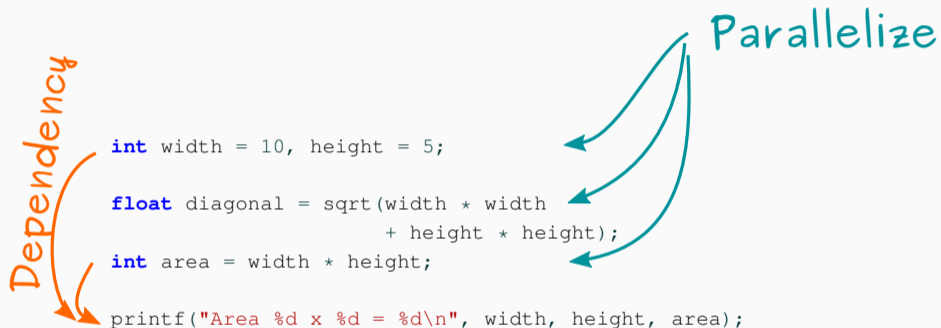 Parallelize
Dependency
int width = 10, height = 5;
float diagonal = sqrt(width * width
+ height * height);
int area = width * height;
printf("Area %d x %d = %d\n", width, height, area);